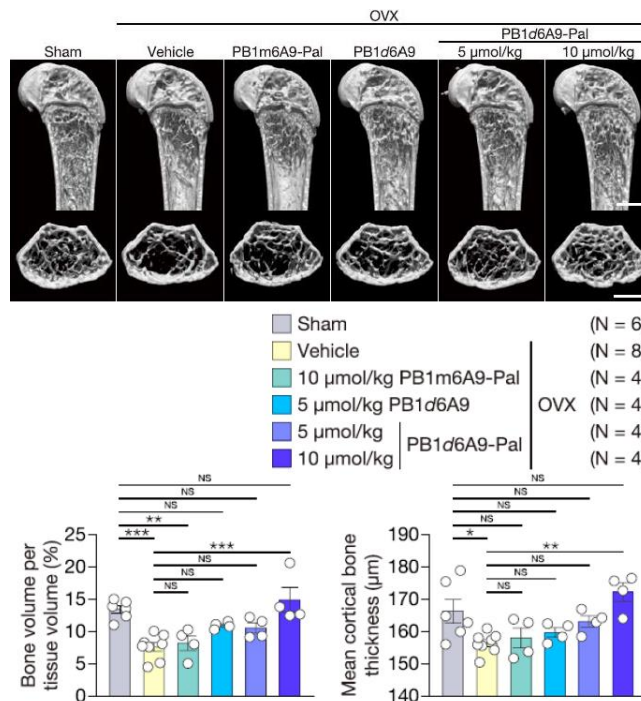 OVX
PB1d6A9-Pal
Sham Vehicle PB1m6A9-Pal PB1d6A9 5 μmol/kg 10 μmol/kg
Sham (N = 6
Vehicle (N = 8
10 μmol/kg PB1m6A9-Pal (N = 4
5 μmol/kg PB1d6A9 OVX (N = 4
5 μmol/kg PB1d6A9-Pal (N = 4
10 μmol/kg (N = 4
NS
NS
NS
**
***
***
NS
NS
NS
Bone volume per
tissue volume (%)
25
20
15
10
5
0
NS
NS
NS
NS
*
**
NS
NS
NS
Mean cortical bone
thickness (μm)
190
180
170
160
150
140